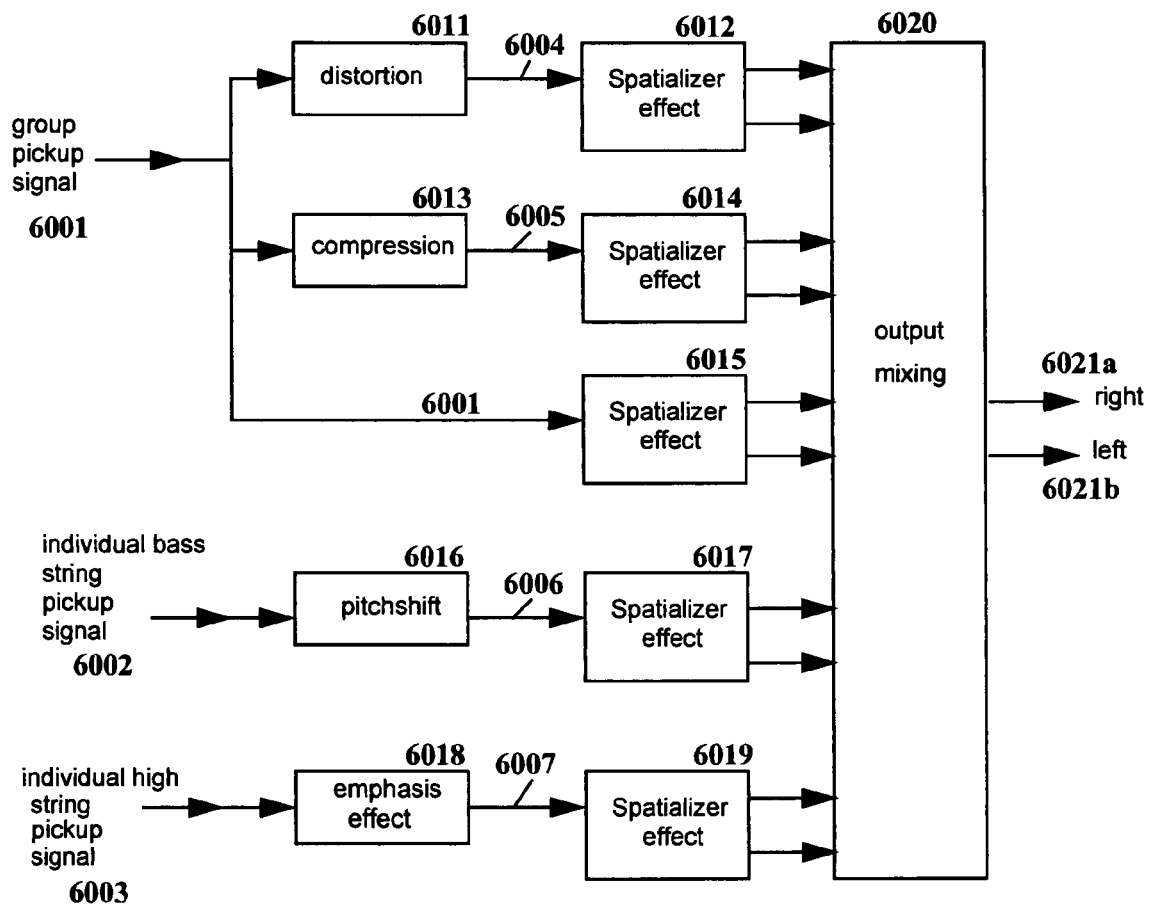 6011
6004
6012
6020
distortion
Spatializer
effect
group
pickup
signal
6001
6013
6005
6014
compression
Spatializer
effect
output
mixing
6015
6001
Spatializer
effect
6021a
right
left
6021b
individual bass
string
pickup
signal
6002
6016
6006
6017
pitchshift
Spatializer
effect
individual high
string
pickup
signal
6003
6018
6007
6019
emphasis
effect
Spatializer
effect